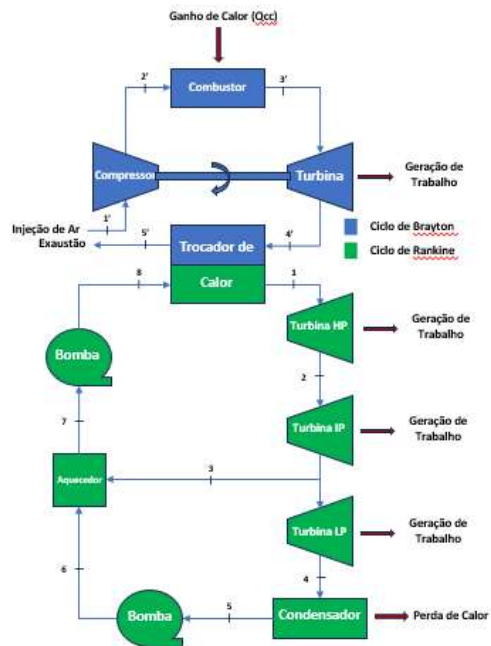 Ganho de Calor (Qcc)
2'
Combustor
3'
Compressor
Turbina
Geração de
Trabalho
1'
Injeção de Ar
Exaustão
5'
Trocador de
Calor
4'
Ciclo de Brayton
Ciclo de Rankine
8
1
Turbina HP
Geração de
Trabalho
Bomba
2
7
Turbina IP
Geração de
Trabalho
Aquecedor
3
Turbina LP
Geração de
Trabalho
6
4
Bomba
5
Condensador
Perda de Calor